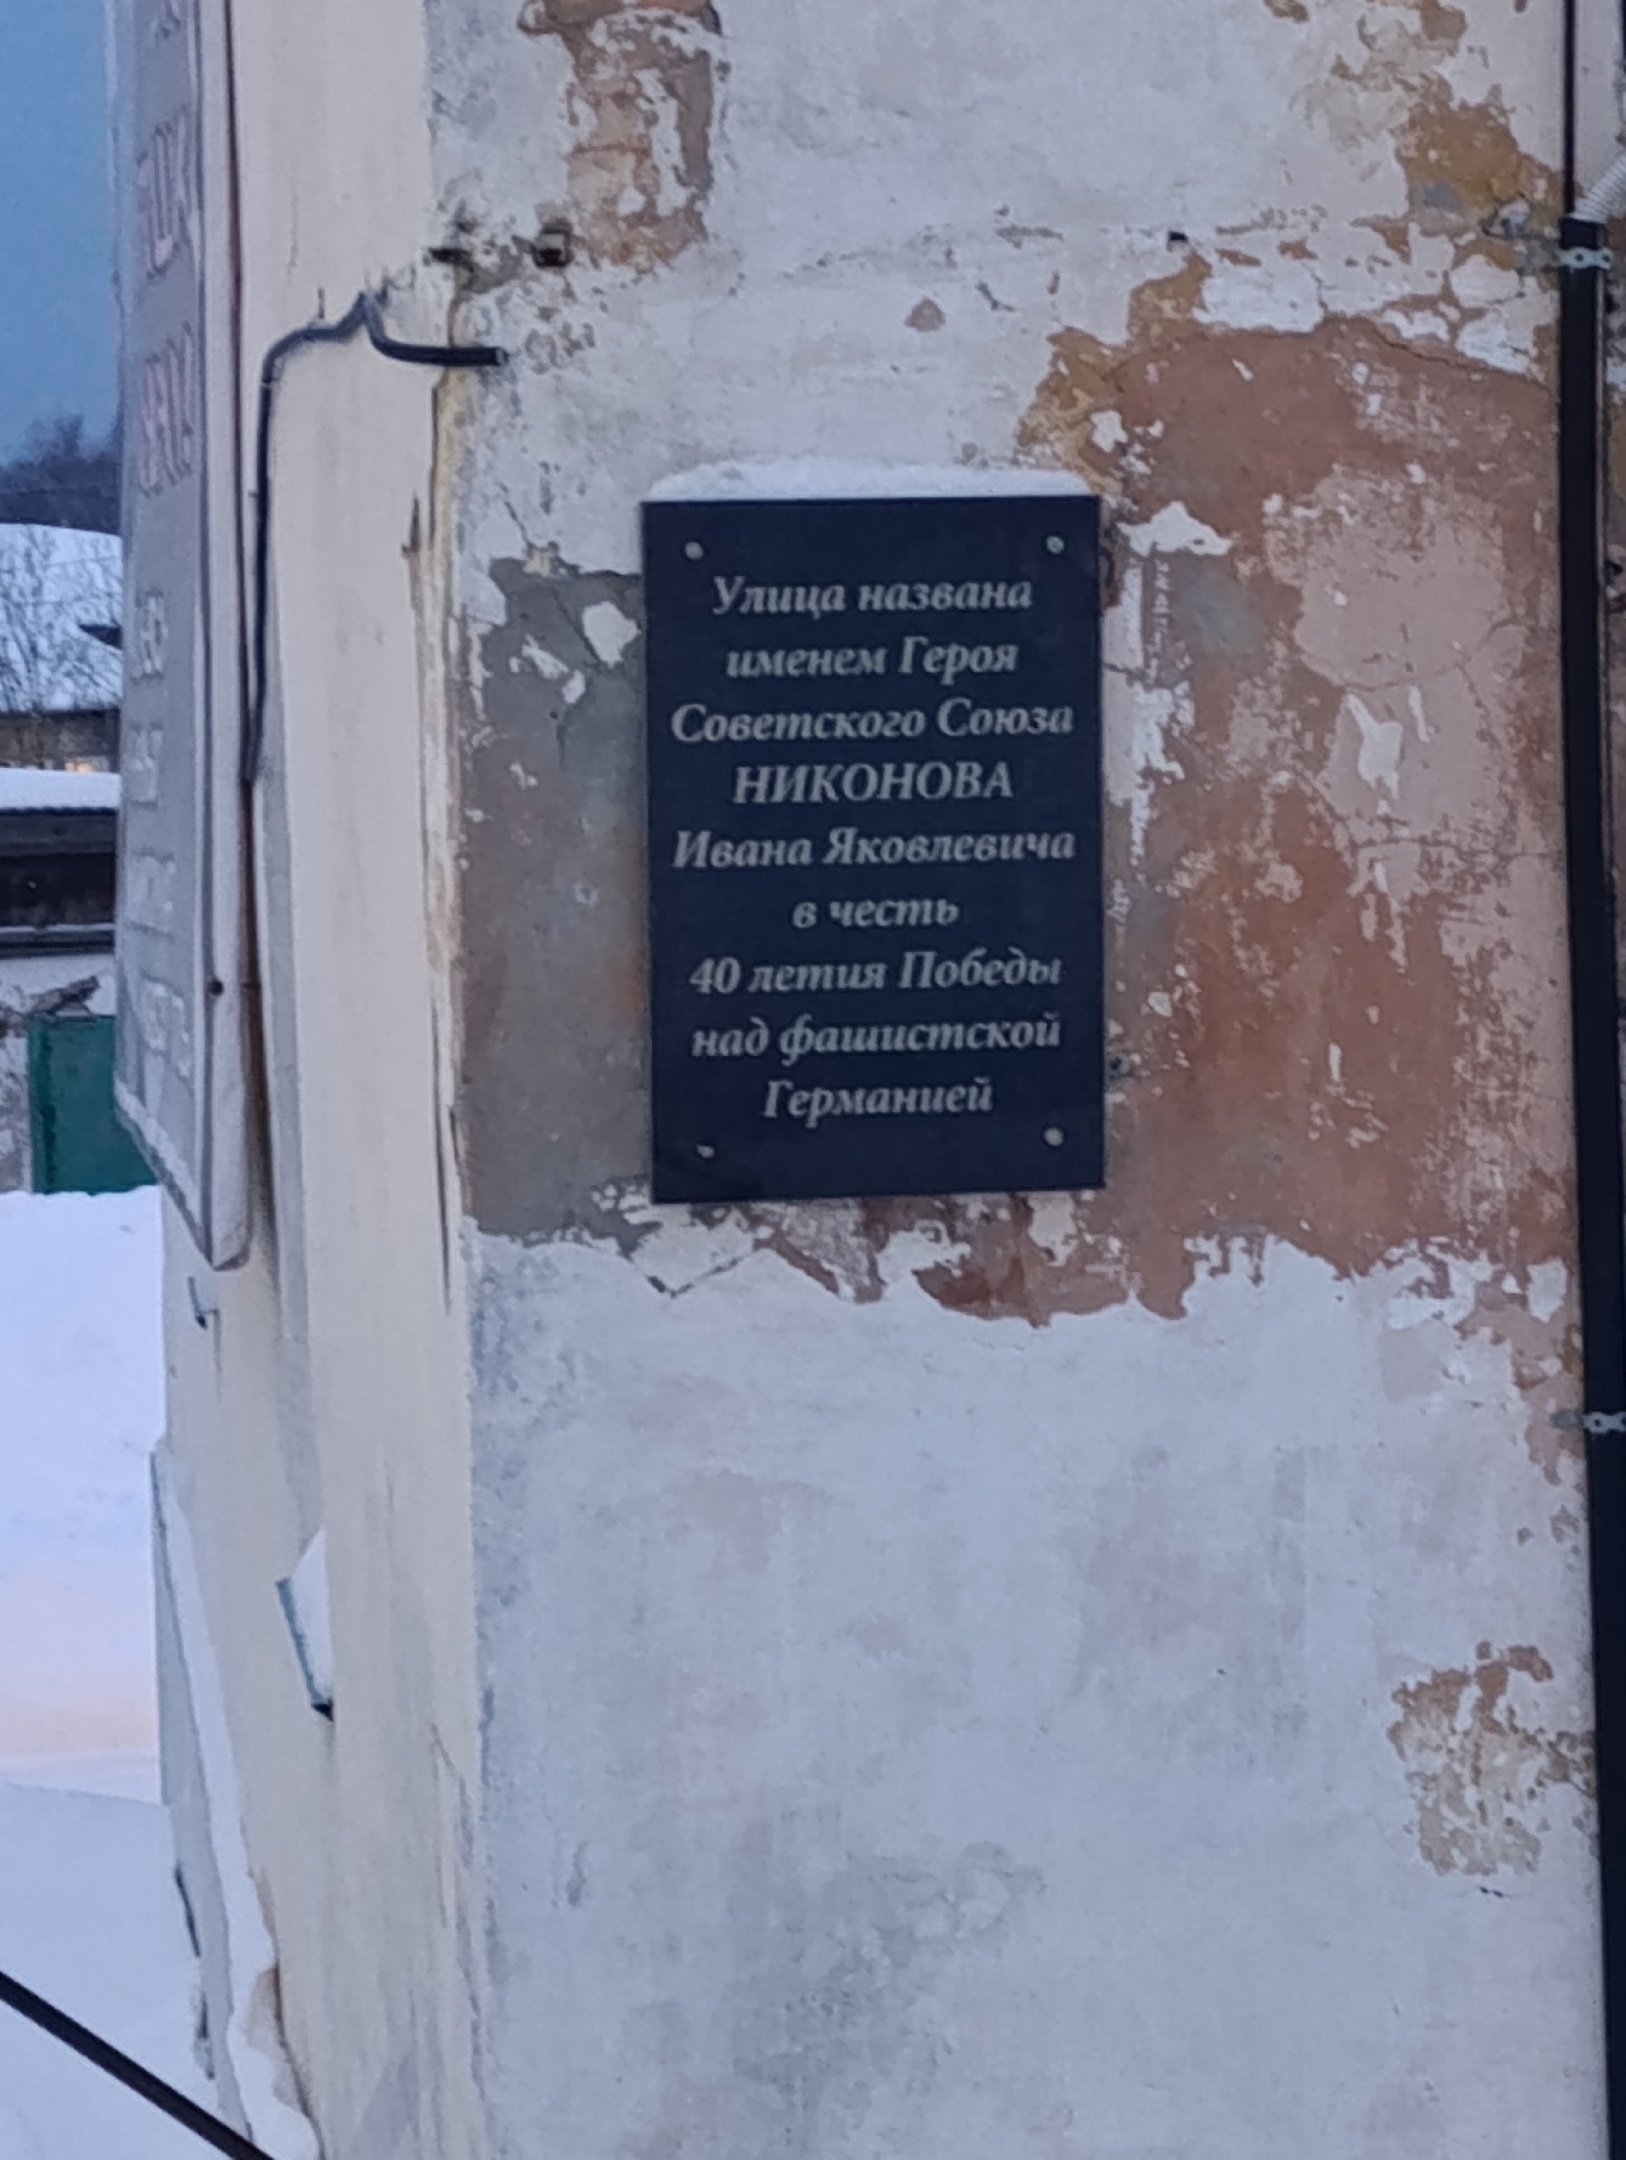 Улица названа
именем Героя
Советского Союза
НИКОНОВА
Ивана Яковлевича
в честь
40 летия Победы
над фашистской
Германией